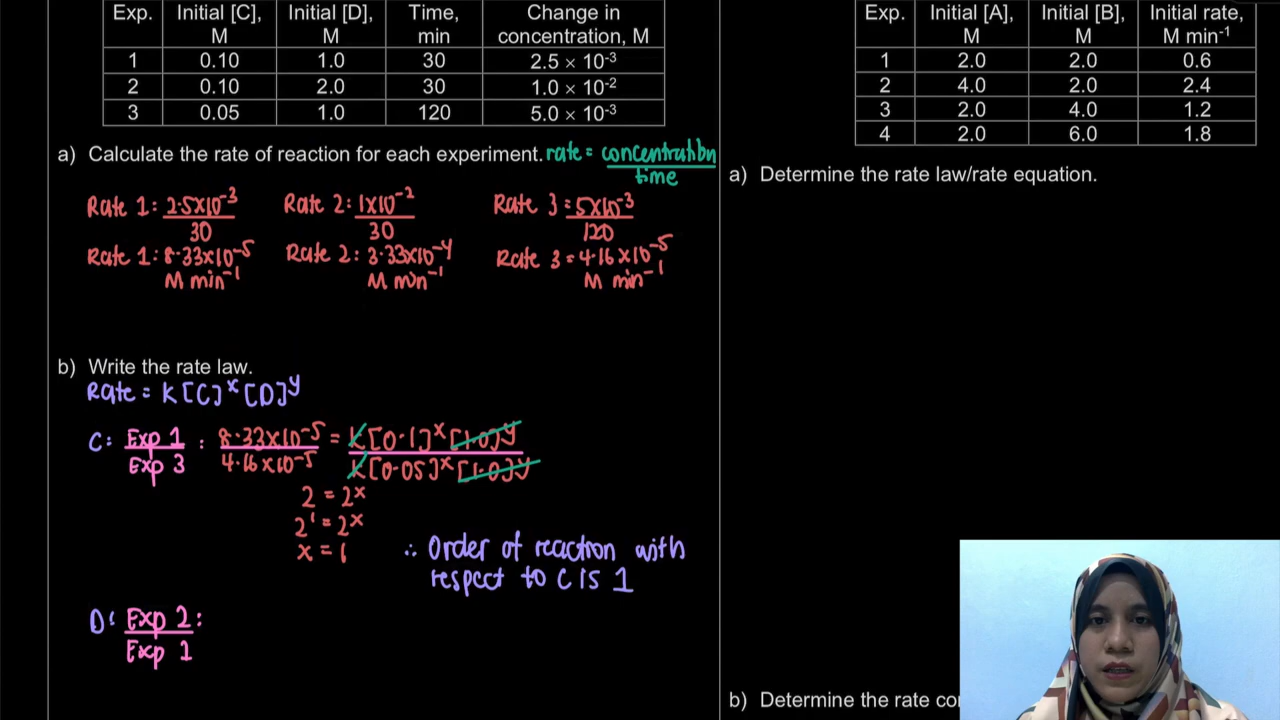 Exp. Initial [C], M Initial [D], M Time, min Change in concentration, M
1 0.10 1.0 30 2.5 × 10⁻³
2 0.10 2.0 30 1.0 × 10⁻²
3 0.05 1.0 120 5.0 × 10⁻³
a) Calculate the rate of reaction for each experiment. rate = concentration / time
Rate 1: 2.5x10⁻³ / 30
Rate 2: 1x10⁻² / 30
Rate 3 = 5x10⁻³ / 120
Rate 1: 8.33x10⁻⁵ M min⁻¹
Rate 2: 3.33x10⁻⁴ M min⁻¹
Rate 3 = 4.16x10⁻⁵ M min⁻¹
b) Write the rate law.
Rate = K[C]ˣ[D]ʸ
C: Exp 1 / Exp 3 : 8.33x10⁻⁵ / 4.16x10⁻⁵ = K[0.1]ˣ[1.0]ʸ / K[0.05]ˣ[1.0]ʸ
2 = 2ˣ
2¹ = 2ˣ
x = 1
∴ Order of reaction with
respect to C is 1
D: Exp 2 / Exp 1 :
Exp. Initial [A], M Initial [B], M Initial rate, M min⁻¹
1 2.0 2.0 0.6
2 4.0 2.0 2.4
3 2.0 4.0 1.2
4 2.0 6.0 1.8
a) Determine the rate law/rate equation.
b) Determine the rate